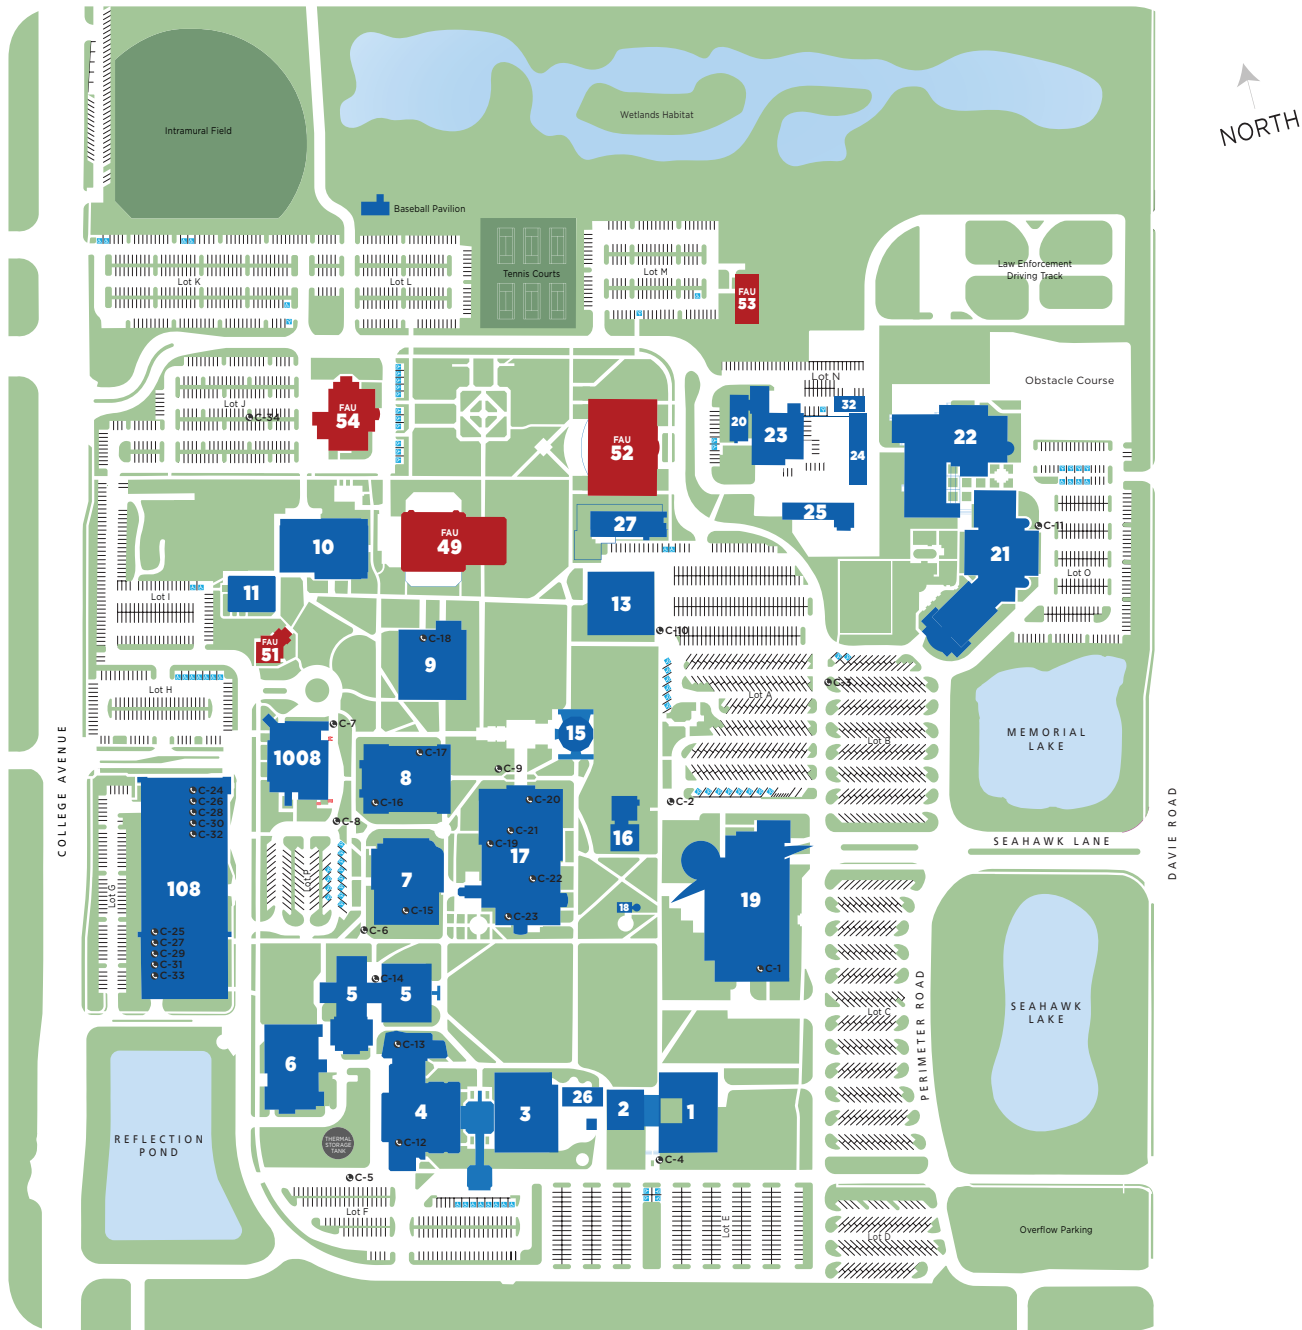 Intramural Field
Wetlands Habitat
NORTH
Baseball Pavilion
Tennis Courts
Lot K
Lot L
Lot M
FAU
53
Law Enforcement
Driving Track
Lot N
Obstacle Course
Lot J
C-34
FAU
54
FAU
52
20
23
32
24
22
25
27
10
FAU
49
C-11
21
Lot O
11
Lot I
13
C-10
FAU
51
C-18
9
Lot H
C-3
Lot A
Lot B
C-7
15
MEMORIAL
LAKE
1008
C-17
8
C-16
C-9
COLLEGE AVENUE
C-24
C-26
C-28
C-30
C-32
C-8
C-20
C-21
C-19
17
C-22
C-23
C-2
16
SEAHAWK LANE
DAVIE ROAD
108
Lot G
Lot P
7
C-15
18
19
C-6
C-25
C-27
C-29
C-31
C-33
C-14
5
5
C-1
PERIMETER ROAD
Lot C
SEAHAWK
LAKE
C-13
6
4
3
26
2
1
THERMAL
STORAGE
TANK
C-12
REFLECTION
POND
C-4
C-5
Lot F
Lot E
Lot D
Overflow Parking